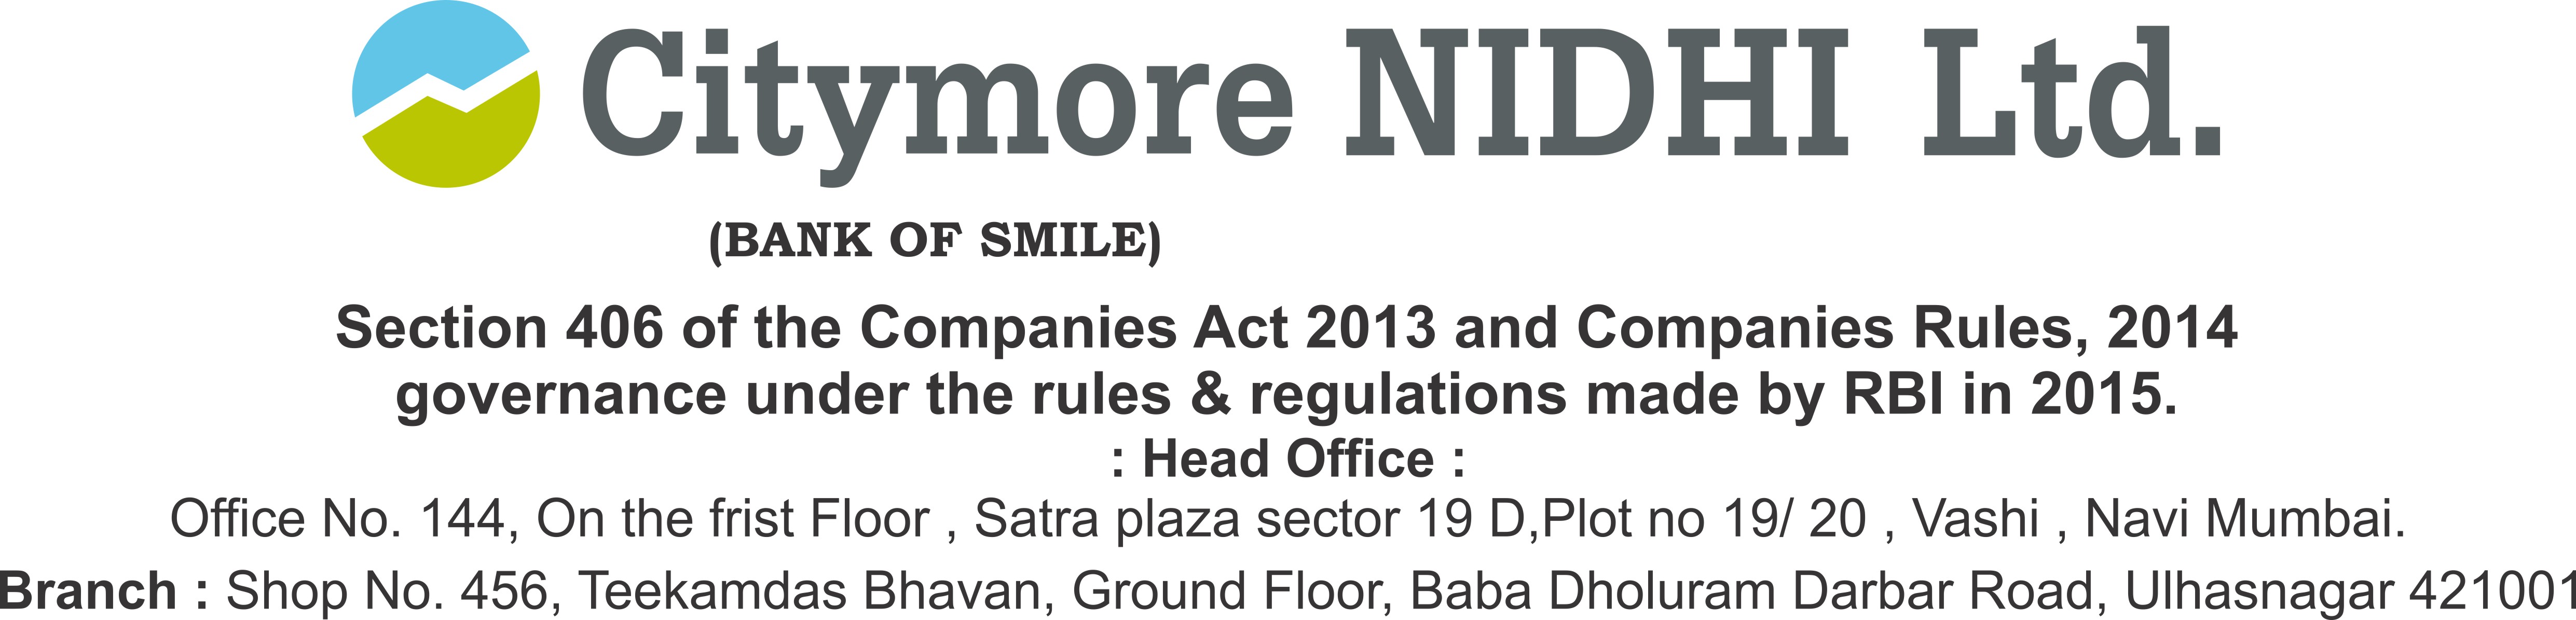 Citymore NIDHI Ltd.
(BANK OF SMILE)
Section 406 of the Companies Act 2013 and Companies Rules, 2014
governance under the rules & regulations made by RBI in 2015.
: Head Office :
Office No. 144, On the frist Floor , Satra plaza sector 19 D,Plot no 19/ 20 , Vashi , Navi Mumbai.
Branch : Shop No. 456, Teekamdas Bhavan, Ground Floor, Baba Dholuram Darbar Road, Ulhasnagar 421001